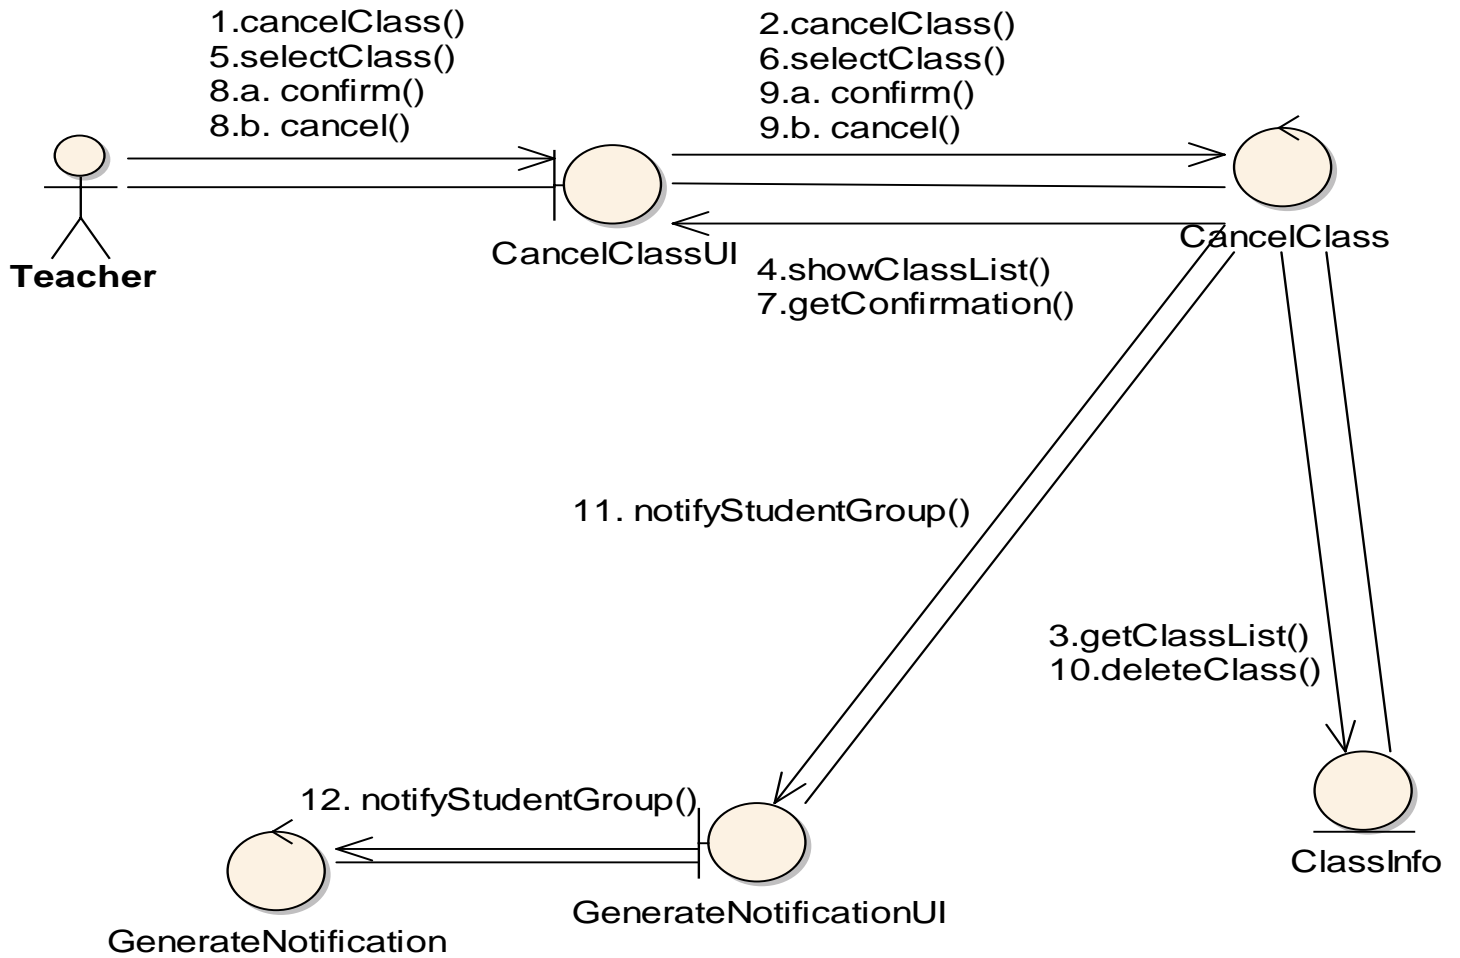 1.cancelClass()
5.selectClass()
8.a. confirm()
8.b. cancel()
2.cancelClass()
6.selectClass()
9.a. confirm()
9.b. cancel()
Teacher
CancelClassUI
CancelClass
4.showClassList()
7.getConfirmation()
11. notifyStudentGroup()
3.getClassList()
10.deleteClass()
12. notifyStudentGroup()
ClassInfo
GenerateNotificationUI
GenerateNotification